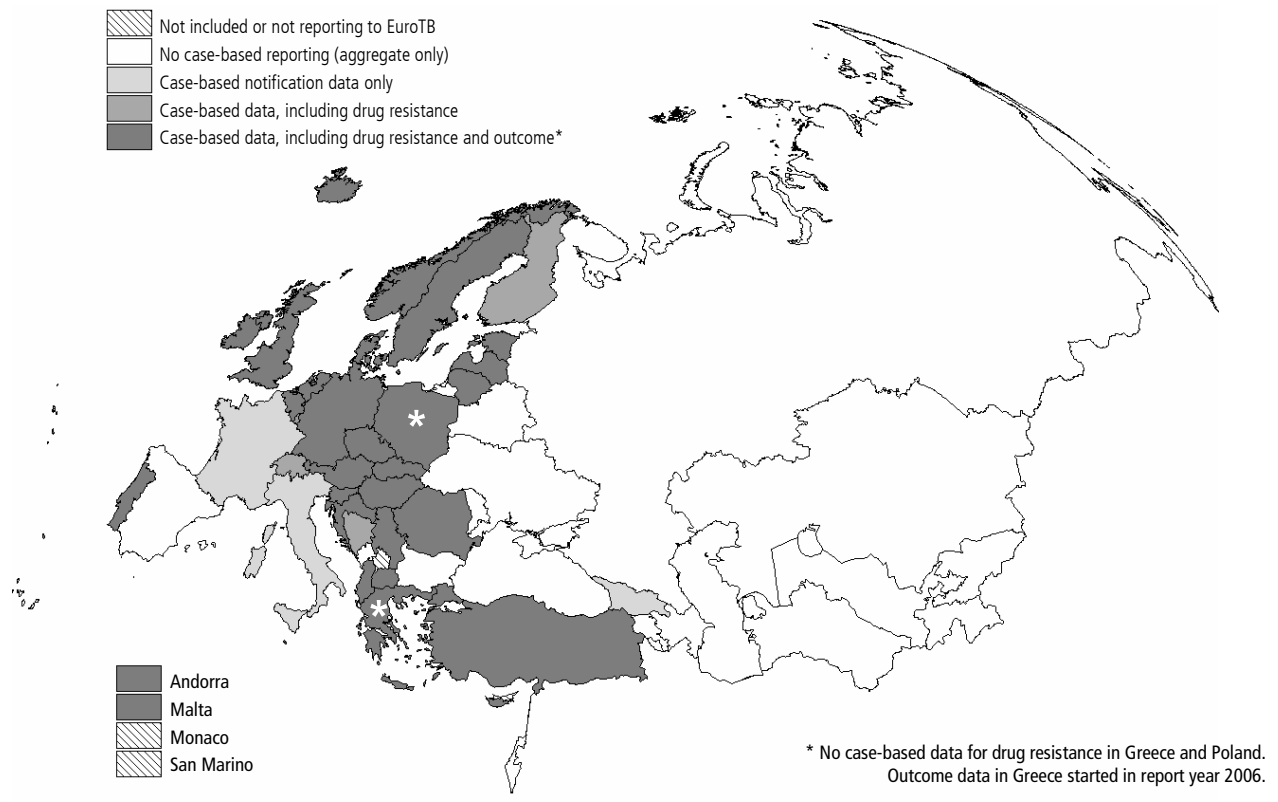 Not included or not reporting to EuroTB
No case-based reporting (aggregate only)
Case-based notification data only
Case-based data, including drug resistance
Case-based data, including drug resistance and outcome*
*
*
Andorra
Malta
Monaco
San Marino
* No case-based data for drug resistance in Greece and Poland.
Outcome data in Greece started in report year 2006.